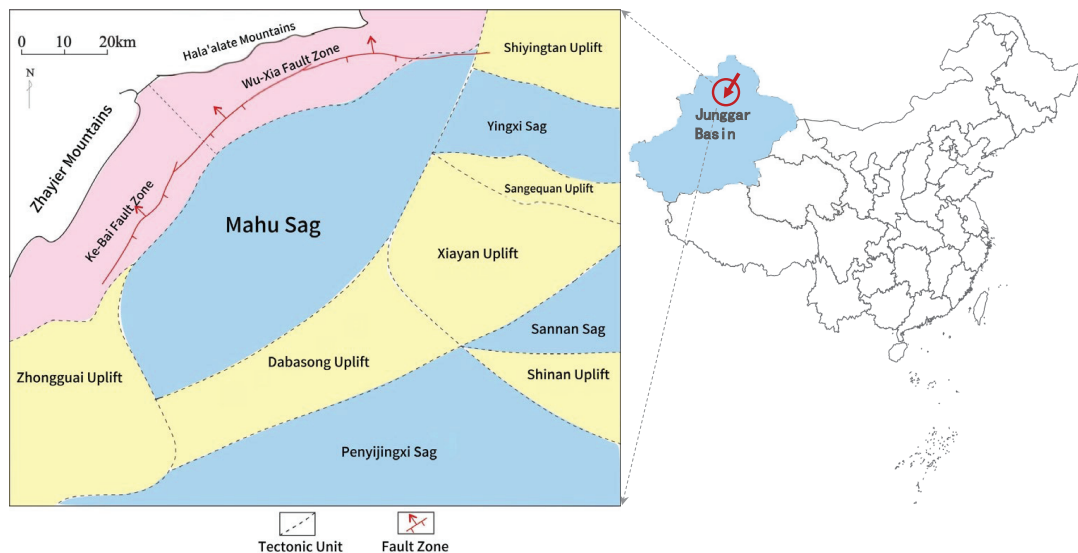 0 10 20km
N
Hala'alate Mountains
Wu-Xia Fault Zone
Shiyingtan Uplift
Zhayier Mountains
Yingxi Sag
Sangequan Uplift
Ke-Bai Fault Zone
Mahu Sag
Xiayan Uplift
Sannan Sag
Zhongguai Uplift
Dabasong Uplift
Shinan Uplift
Penyijingxi Sag
Tectonic Unit
Fault Zone
Junggar
Basin